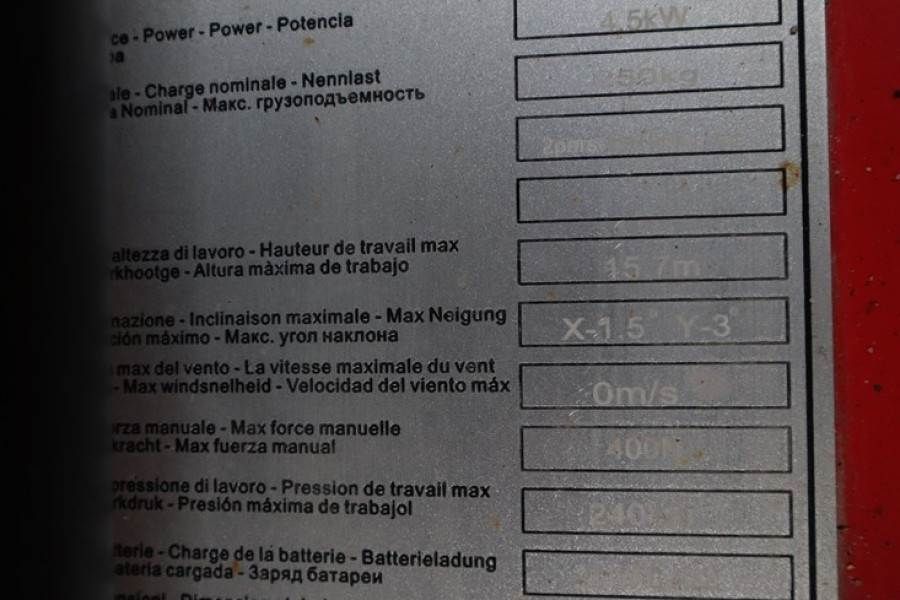 ce - Power - Power - Potencia
4.5kW
ale - Charge nominale - Nennlast
Nominal - Макс. грузоподъемность
altezza di lavoro - Hauteur de travail max
rkhootge - Altura màxima de trabajo
15.7m
nazione - Inclinaison maximale - Max Neigung
ción máximo - Макс. угол наклона
X-1.5° Y-3°
max del vento - La vitesse maximale du vent
- Max windsnelheid - Velocidad del viento máx
0m/s
rza manuale - Max force manuelle
kracht - Max fuerza manual
400N
pressione di lavoro - Pression de travail max
rkdruk - Presión máxima de trabajol
tterie - Charge de la batterie - Batterieladung
ateria cargada - Заряд батареи